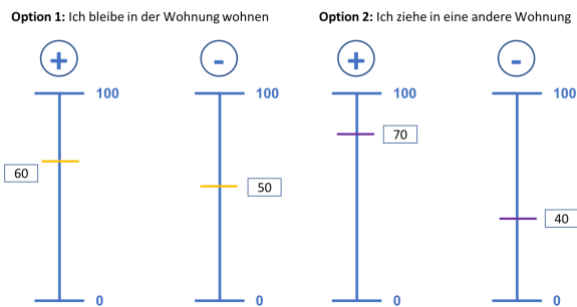 Option 1: Ich bleibe in der Wohnung wohnen
Option 2: Ich ziehe in eine andere Wohnung
+ - + -
100 100 100 100
60 50 70 40
0 0 0 0